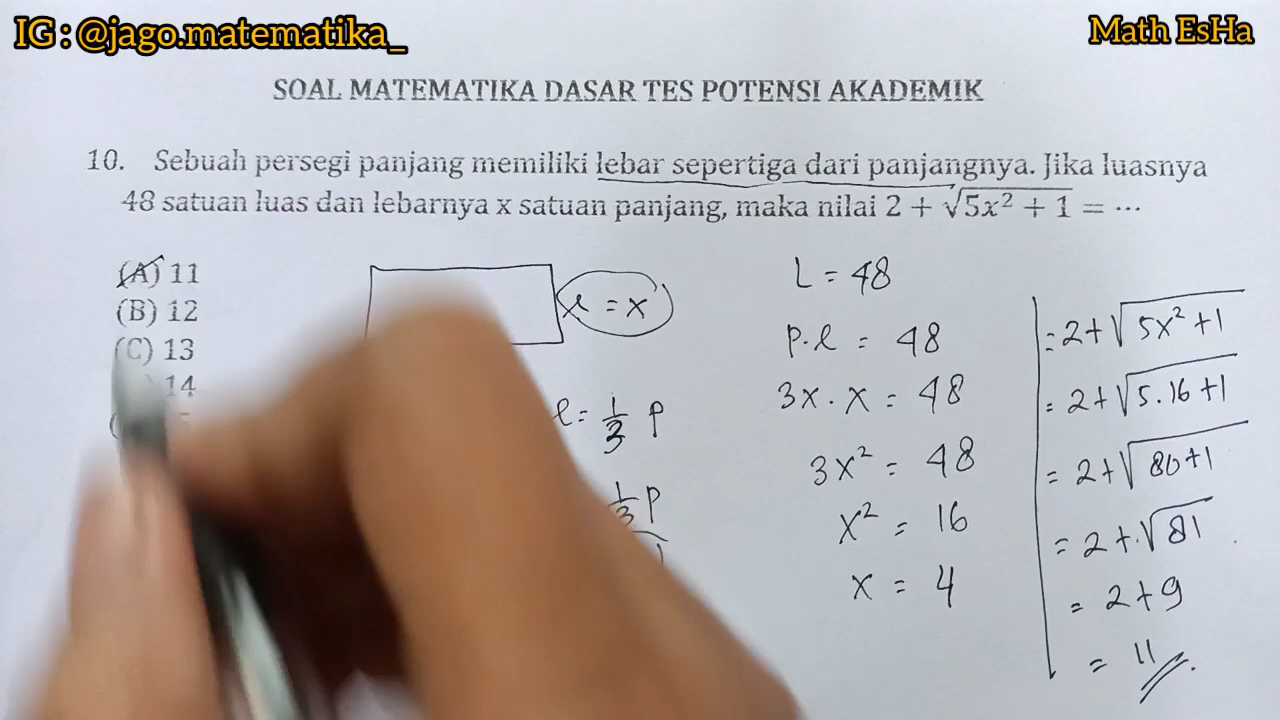 IG : @jago.matematika_
Math EsHa
SOAL MATEMATIKA DASAR TES POTENSI AKADEMIK
10. Sebuah persegi panjang memiliki lebar sepertiga dari panjangnya. Jika luasnya
48 satuan luas dan lebarnya x satuan panjang, maka nilai 2 + √5x² + 1 = ...
(A) 11
(B) 12
(C) 13
14
l = x
l = 1/3 p
1/3 p
L = 48
p.l = 48
3x . x = 48
3x² = 48
x² = 16
x = 4
= 2+√5x²+1
= 2+√5.16+1
= 2+√80+1
= 2+√81
= 2+9
= 11